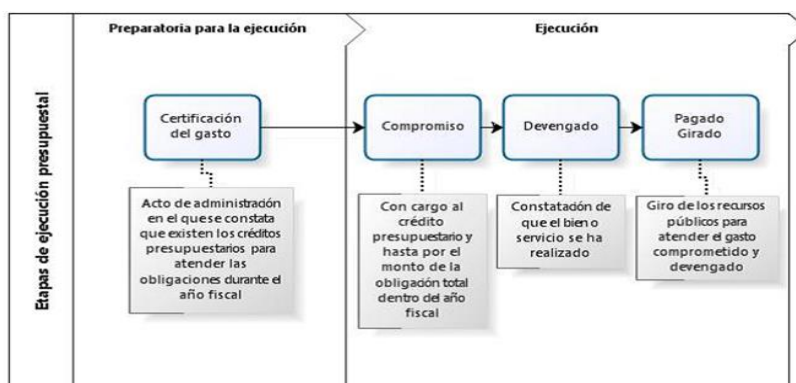 Etapas de ejecución presupuestal
Preparatoria para la ejecución
Ejecución
Certificación
del gasto
Compromiso
Devengado
Pagado
Girado
Acto de administración
en el que se constata
que existen los créditos
presupuestarios para
atender las
obligaciones durante el
año fiscal
Con cargo al
crédito
presupuestario y
hasta por el
monto de la
obligación total
dentro del año
fiscal
Constatación de
que el bien o
servicio se ha
realizado
Giro de los recursos
públicos para
atender el gasto
comprometido y
devengado